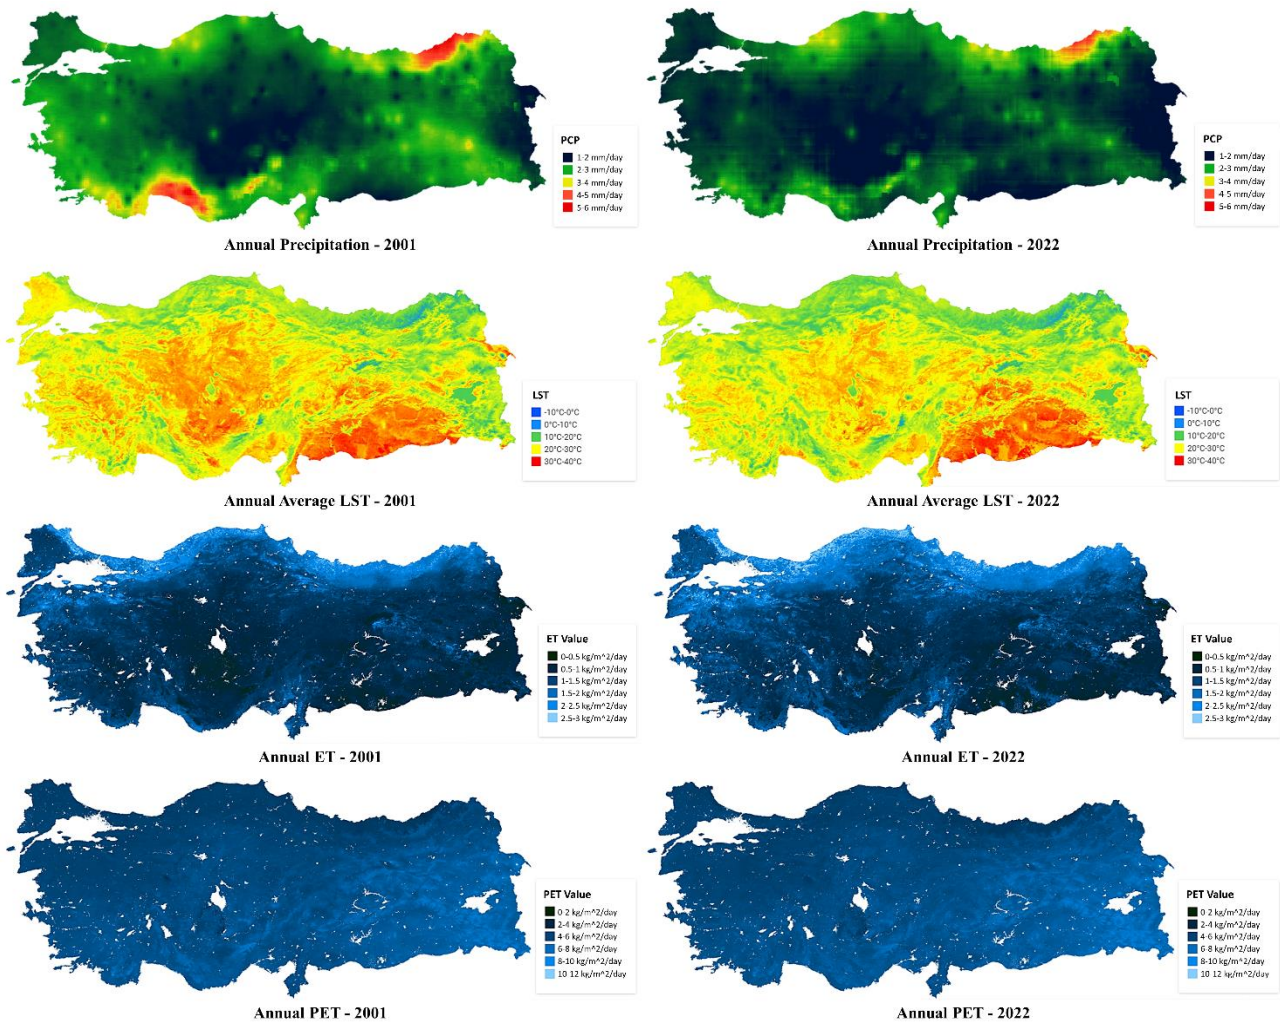 PCP
1-2 mm/day
2-3 mm/day
3-4 mm/day
4-5 mm/day
5-6 mm/day
Annual Precipitation - 2001
PCP
1-2 mm/day
2-3 mm/day
3-4 mm/day
4-5 mm/day
5-6 mm/day
Annual Precipitation - 2022
LST
-10°C-0°C
0°C-10°C
10°C-20°C
20°C-30°C
30°C-40°C
Annual Average LST - 2001
LST
-10°C-0°C
0°C-10°C
10°C-20°C
20°C-30°C
30°C-40°C
Annual Average LST - 2022
ET Value
0-0.5 kg/m^2/day
0.5-1 kg/m^2/day
1-1.5 kg/m^2/day
1.5-2 kg/m^2/day
2-2.5 kg/m^2/day
2.5-3 kg/m^2/day
Annual ET - 2001
ET Value
0-0.5 kg/m^2/day
0.5-1 kg/m^2/day
1-1.5 kg/m^2/day
1.5-2 kg/m^2/day
2-2.5 kg/m^2/day
2.5-3 kg/m^2/day
Annual ET - 2022
PET Value
0-2 kg/m^2/day
2-4 kg/m^2/day
4-6 kg/m^2/day
6-8 kg/m^2/day
8-10 kg/m^2/day
10-12 kg/m^2/day
Annual PET - 2001
PET Value
0-2 kg/m^2/day
2-4 kg/m^2/day
4-6 kg/m^2/day
6-8 kg/m^2/day
8-10 kg/m^2/day
10-12 kg/m^2/day
Annual PET - 2022